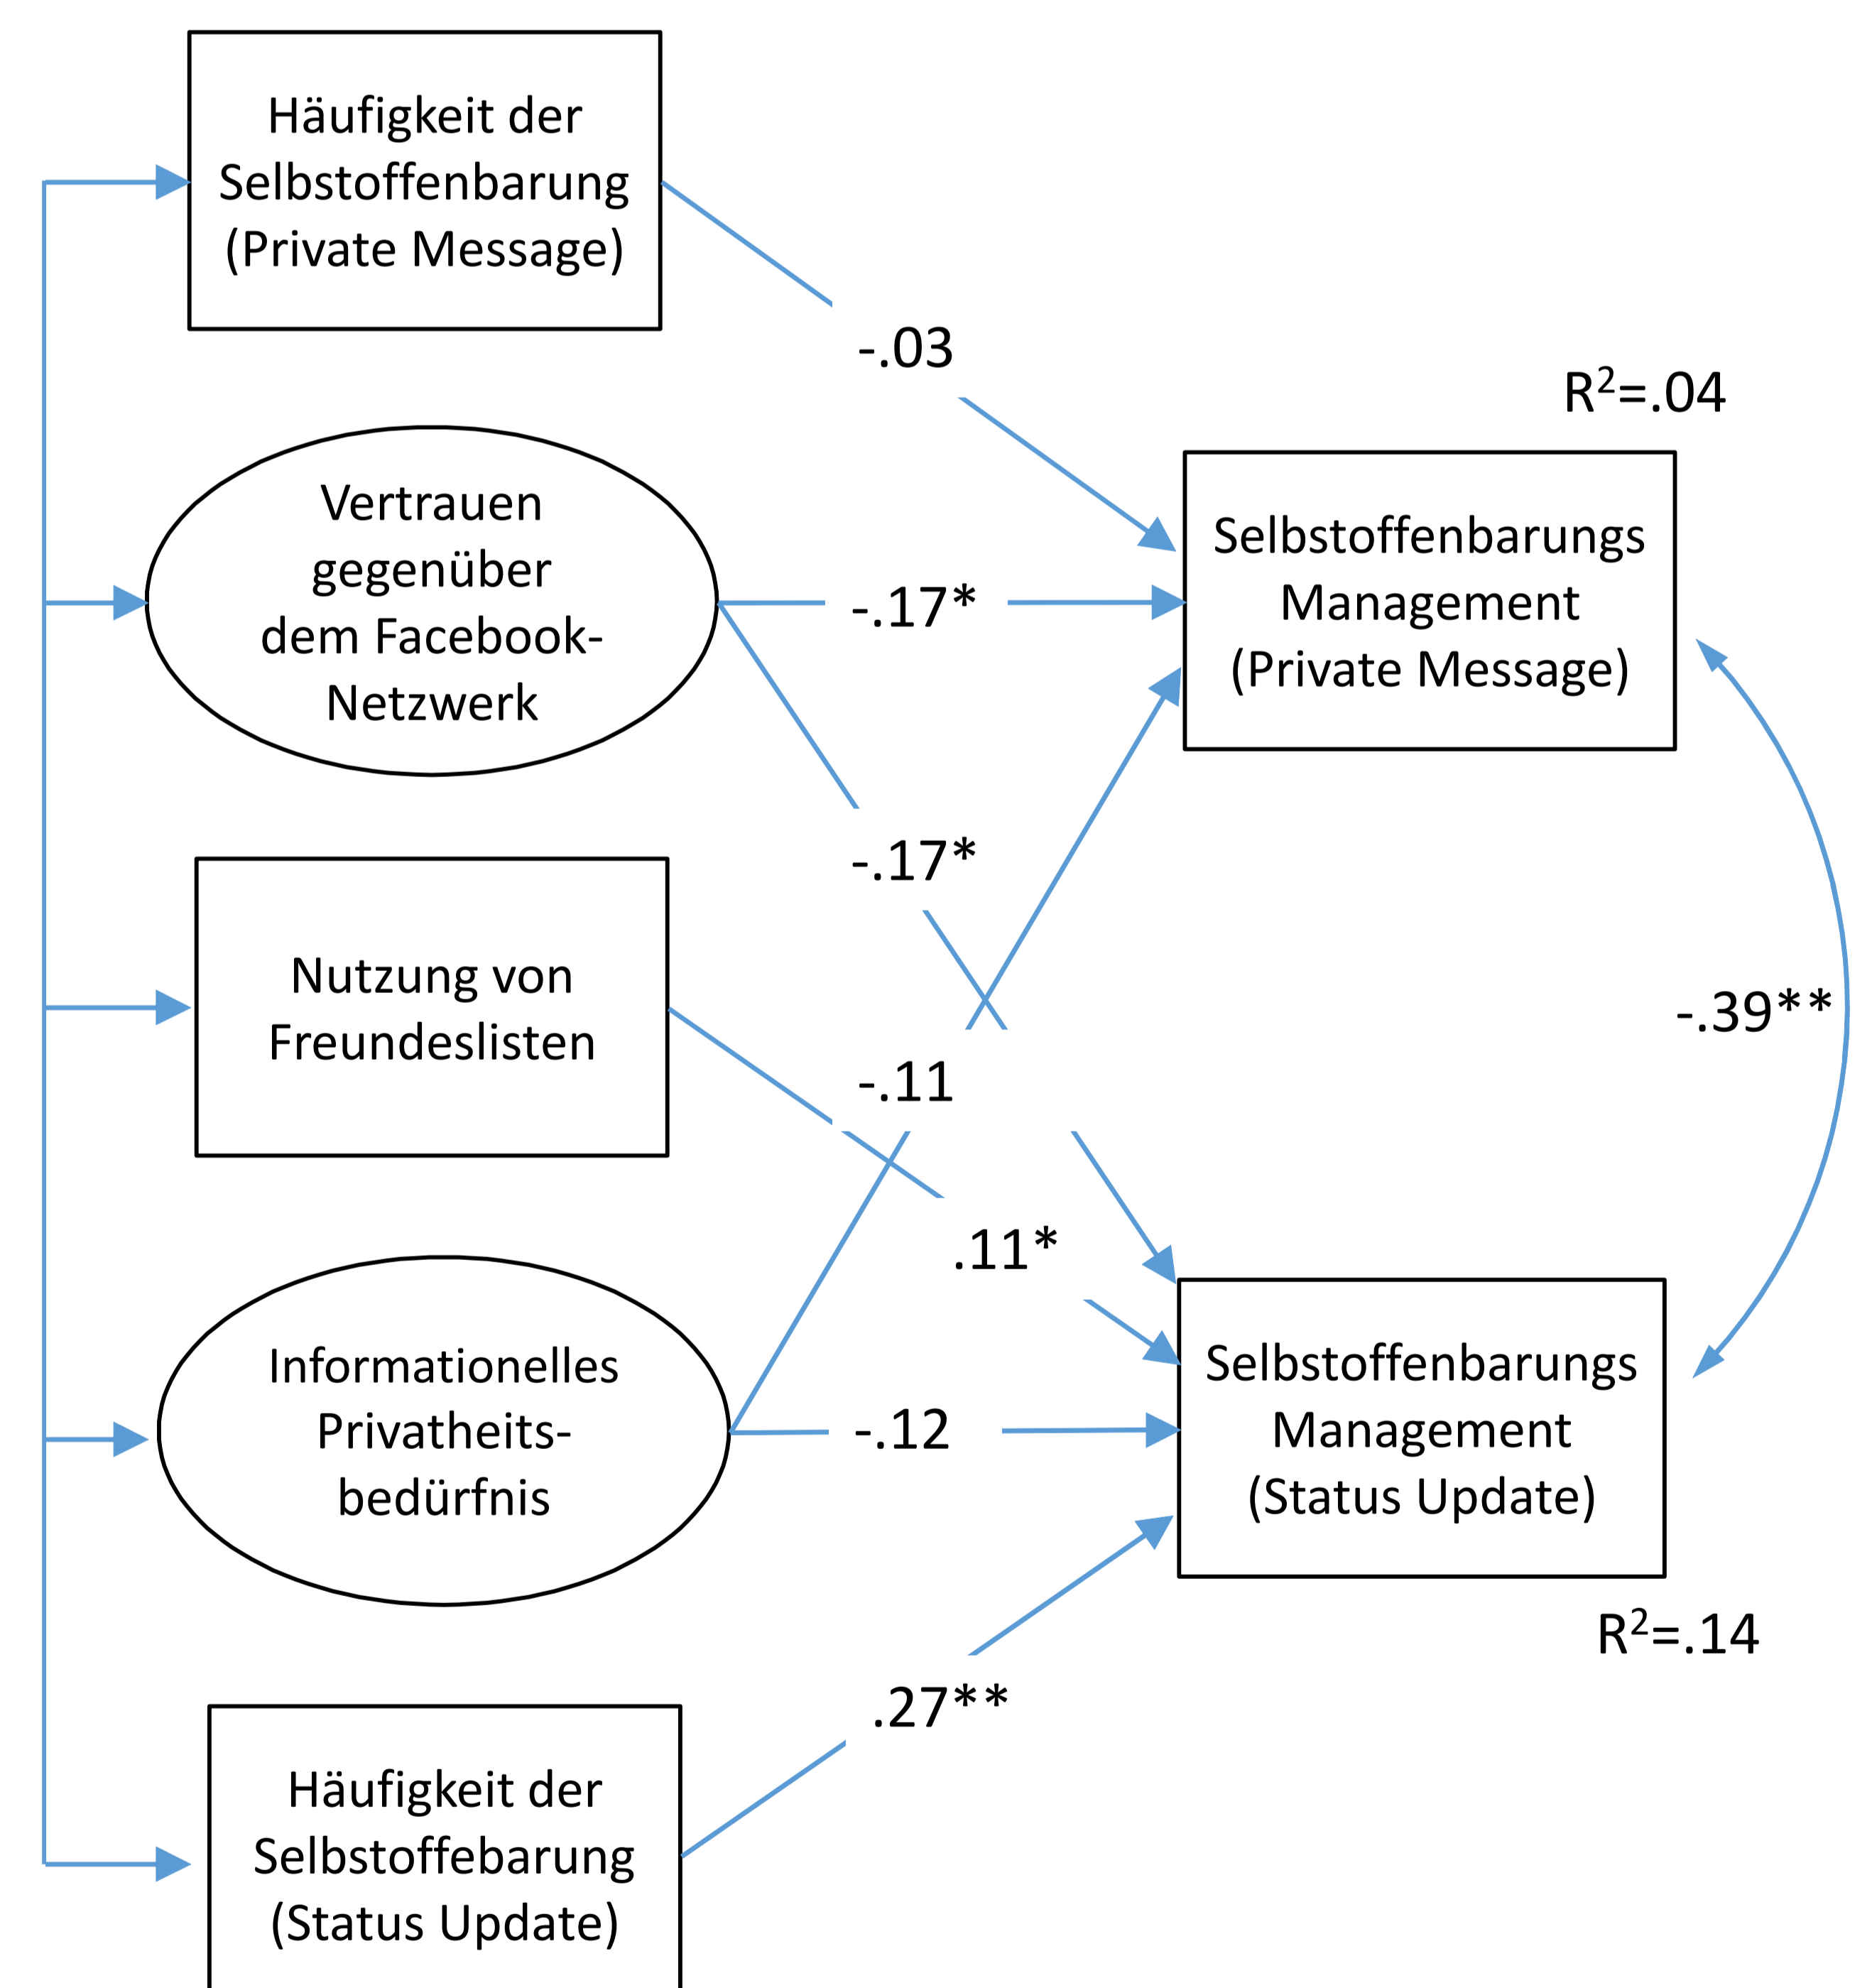 Häufigkeit der
Selbstoffenbarung
(Private Message)
-.03
R²=.04
Vertrauen
gegenüber
dem Facebook-
Netzwerk
-.17*
Selbstoffenbarungs
Management
(Private Message)
-.17*
Nutzung von
Freundeslisten
-.11
-.39**
.11*
Informationelles
Privatheits-
bedürfnis
-.12
Selbstoffenbarungs
Management
(Status Update)
R²=.14
.27**
Häufigkeit der
Selbstoffebarung
(Status Update)